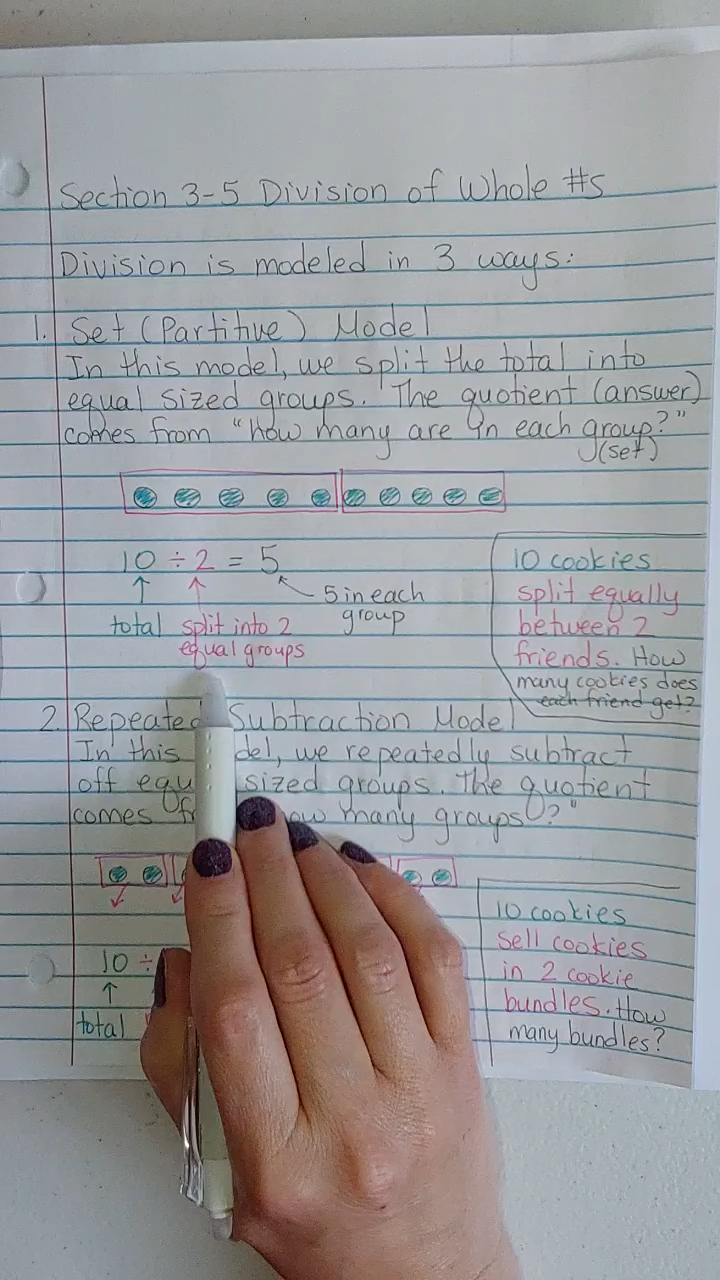 Section 3-5 Division of Whole #s
Division is modeled in 3 ways:
1. Set (Partitive) Model
In this model, we split the total into
equal sized groups. The quotient (answer)
comes from "How many are in each group?"
(set)
10 ÷ 2 = 5
5 in each
group
total
split into 2
equal groups
10 cookies
split equally
between 2
friends. How
many cookies does
each friend get?
2. Repeated Subtraction Model
In this del, we repeatedly subtract
off equ sized groups. The quotient
comes many groups?"
10 ÷
total
10 cookies
sell cookies
in 2 cookie
bundles. How
many bundles?